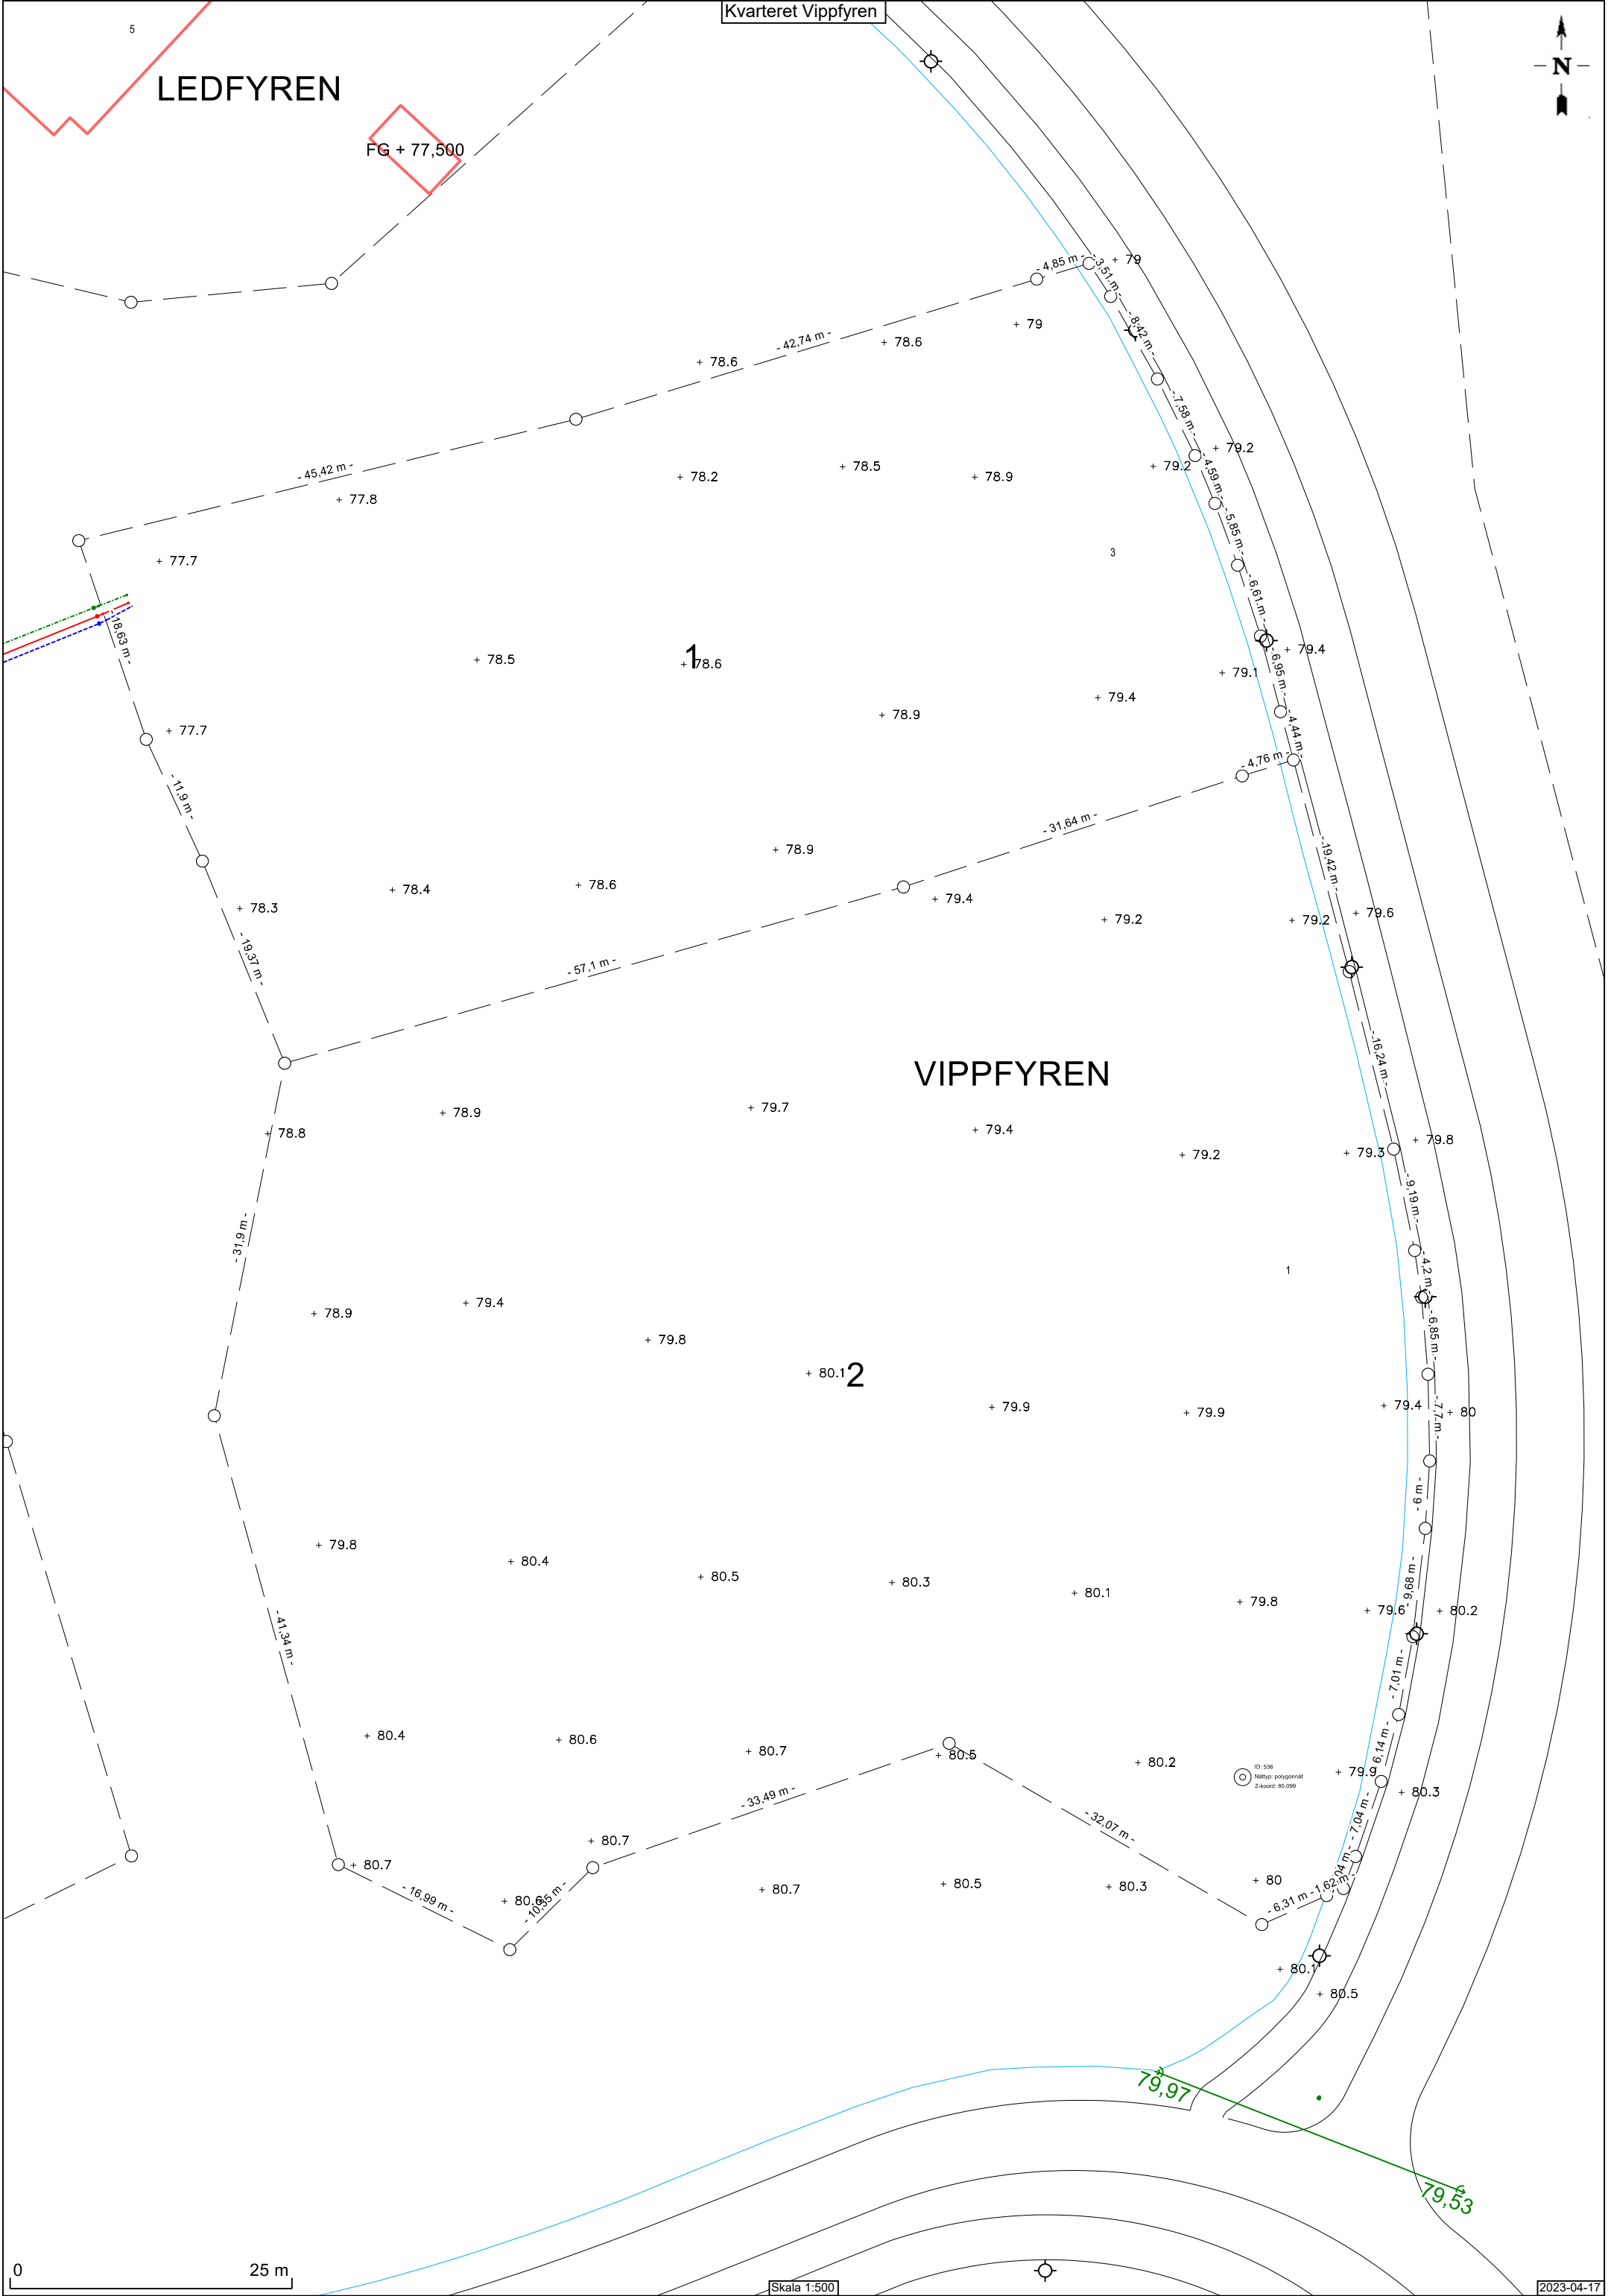 Kvarteret Vippfyren
5
N
LEDFYREN
FG + 77,500
- 4,85 m -
+ 79
- 3,51 m -
- 8,42 m -
+ 79
- 42,74 m -
+ 78.6
+ 78.6
- 7,58 m -
+ 79.2
- 45,42 m -
+ 77.8
+ 78.2
+ 78.5
+ 78.9
+ 79.2
- 4,59 m -
- 5,85 m -
3
+ 77.7
- 6,61 m -
- 18,63 m -
+ 78.5
1
+ 78.6
+ 79.4
+ 79.1
- 6,95 m -
+ 79.4
+ 78.9
+ 77.7
- 4,44 m -
- 4,76 m -
- 11,9 m -
- 31,64 m -
+ 78.9
- 19,42 m -
+ 78.6
+ 78.4
+ 78.3
+ 79.4
+ 79.2
+ 79.2
+ 79.6
- 19,37 m -
- 57,1 m -
- 16,24 m -
VIPPFYREN
+ 78.9
+ 79.7
+ 78.8
+ 79.4
+ 79.2
+ 79.3
+ 79.8
- 9,19 m -
- 31,9 m -
1
- 4,2 m -
+ 78.9
+ 79.4
+ 79.8
- 6,85 m -
+ 80.1
2
+ 79.9
+ 79.9
+ 79.4
- 7,7 m -
+ 80
- 6 m -
+ 79.8
+ 80.4
+ 80.5
+ 80.3
+ 80.1
+ 79.8
- 9,68 m -
+ 79.6
+ 80.2
- 41,34 m -
- 7,01 m -
+ 80.4
+ 80.6
+ 80.7
+ 80.5
+ 80.2
- 6,14 m -
ID: 536
Nättyp: polygonnät
Z-koord: 80,099
+ 79.9
+ 80.3
- 33,49 m -
- 32,07 m -
- 7,04 m -
+ 80.7
+ 80.7
- 16,99 m -
+ 80.6
- 10,35 m -
+ 80.7
+ 80.5
+ 80.3
+ 80
- 6,31 m -
- 1,62 m -
+ 80.1
+ 80.5
79,97
79,53
0
25 m
Skala 1:500
2023-04-17